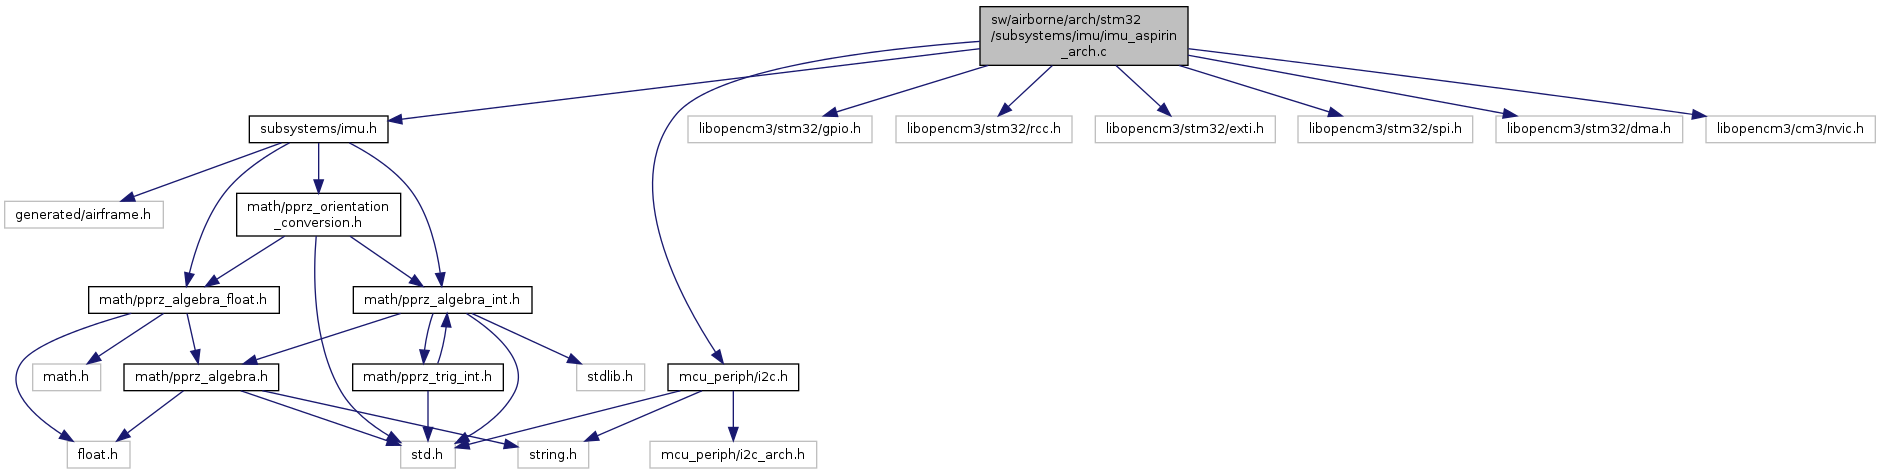 sw/airborne/arch/stm32
/subsystems/imu/imu_aspirin
_arch.c
subsystems/imu.h
libopencm3/stm32/gpio.h
libopencm3/stm32/rcc.h
libopencm3/stm32/exti.h
libopencm3/stm32/spi.h
libopencm3/stm32/dma.h
libopencm3/cm3/nvic.h
generated/airframe.h
math/pprz_orientation
_conversion.h
math/pprz_algebra_float.h
math/pprz_algebra_int.h
math.h
math/pprz_algebra.h
math/pprz_trig_int.h
stdlib.h
mcu_periph/i2c.h
float.h
std.h
string.h
mcu_periph/i2c_arch.h